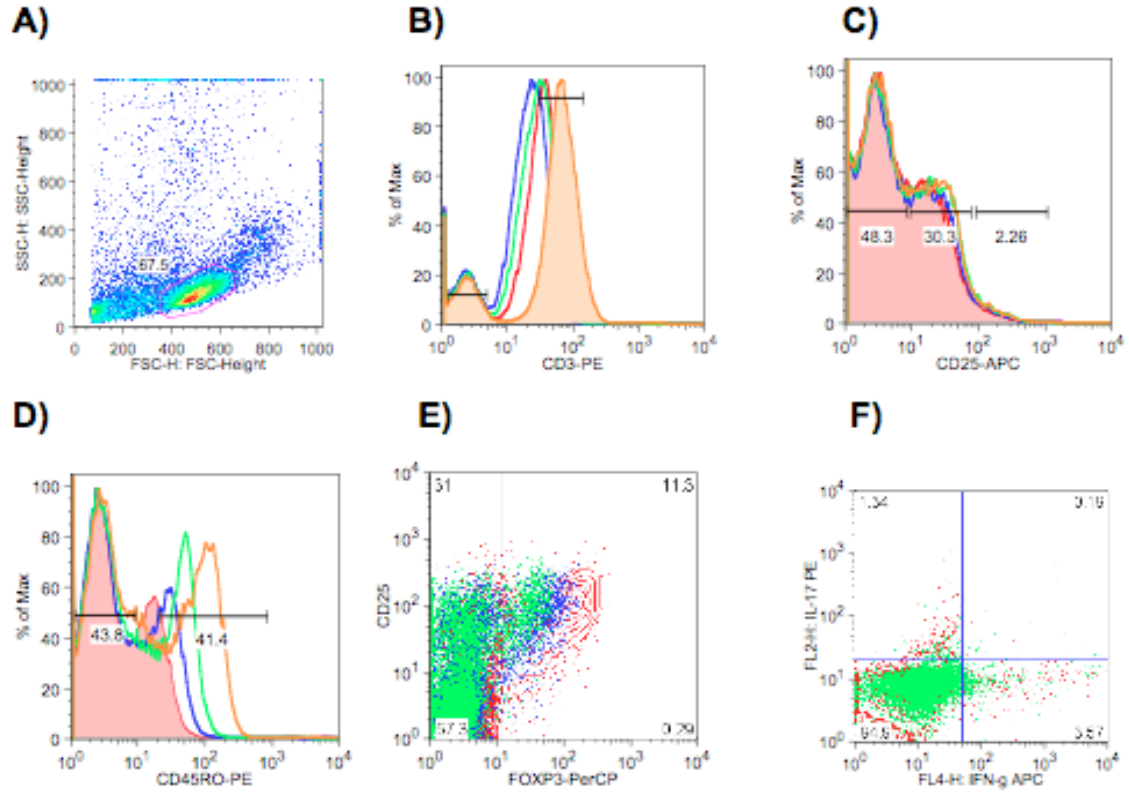 A)
1000
800
600
400
200
0
SSC-H: SSC-Height
67.5
0 200 400 600 800 1000
FSC-H: FSC-Height
B)
100
80
60
40
20
0
% of Max
10^0 10^1 10^2 10^3 10^4
CD3-PE
C)
100
80
60
40
20
0
% of Max
48.3 30.3 2.26
10^0 10^1 10^2 10^3 10^4
CD25-APC
D)
100
80
60
40
20
0
% of Max
43.8 41.4
10^0 10^1 10^2 10^3 10^4
CD45RO-PE
E)
10^4
10^3
10^2
10^1
10^0
CD25
11.5
57.3 0.29
10^0 10^1 10^2 10^3 10^4
FOXP3-PerCP
F)
10^4
10^3
10^2
10^1
10^0
FL2-H: IL-17 PE
1.34
10^0 10^1 10^2 10^3 10^4
FL4-H: IFN-g APC